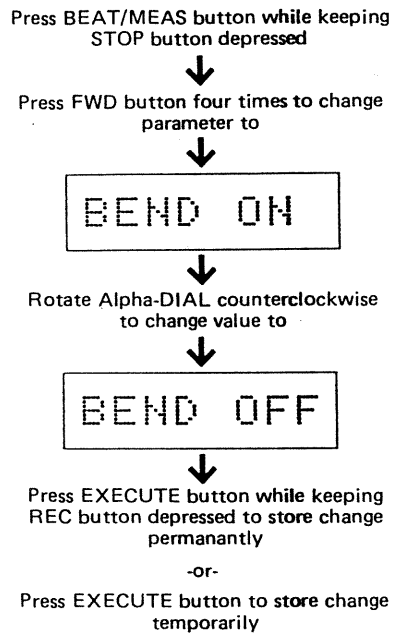 Press BEAT/MEAS button while keeping
STOP button depressed
Press FWD button four times to change
parameter to
BEND ON
Rotate Alpha-DIAL counterclockwise
to change value to
BEND OFF
Press EXECUTE button while keeping
REC button depressed to store change
permanantly
-or-
Press EXECUTE button to store change
temporarily